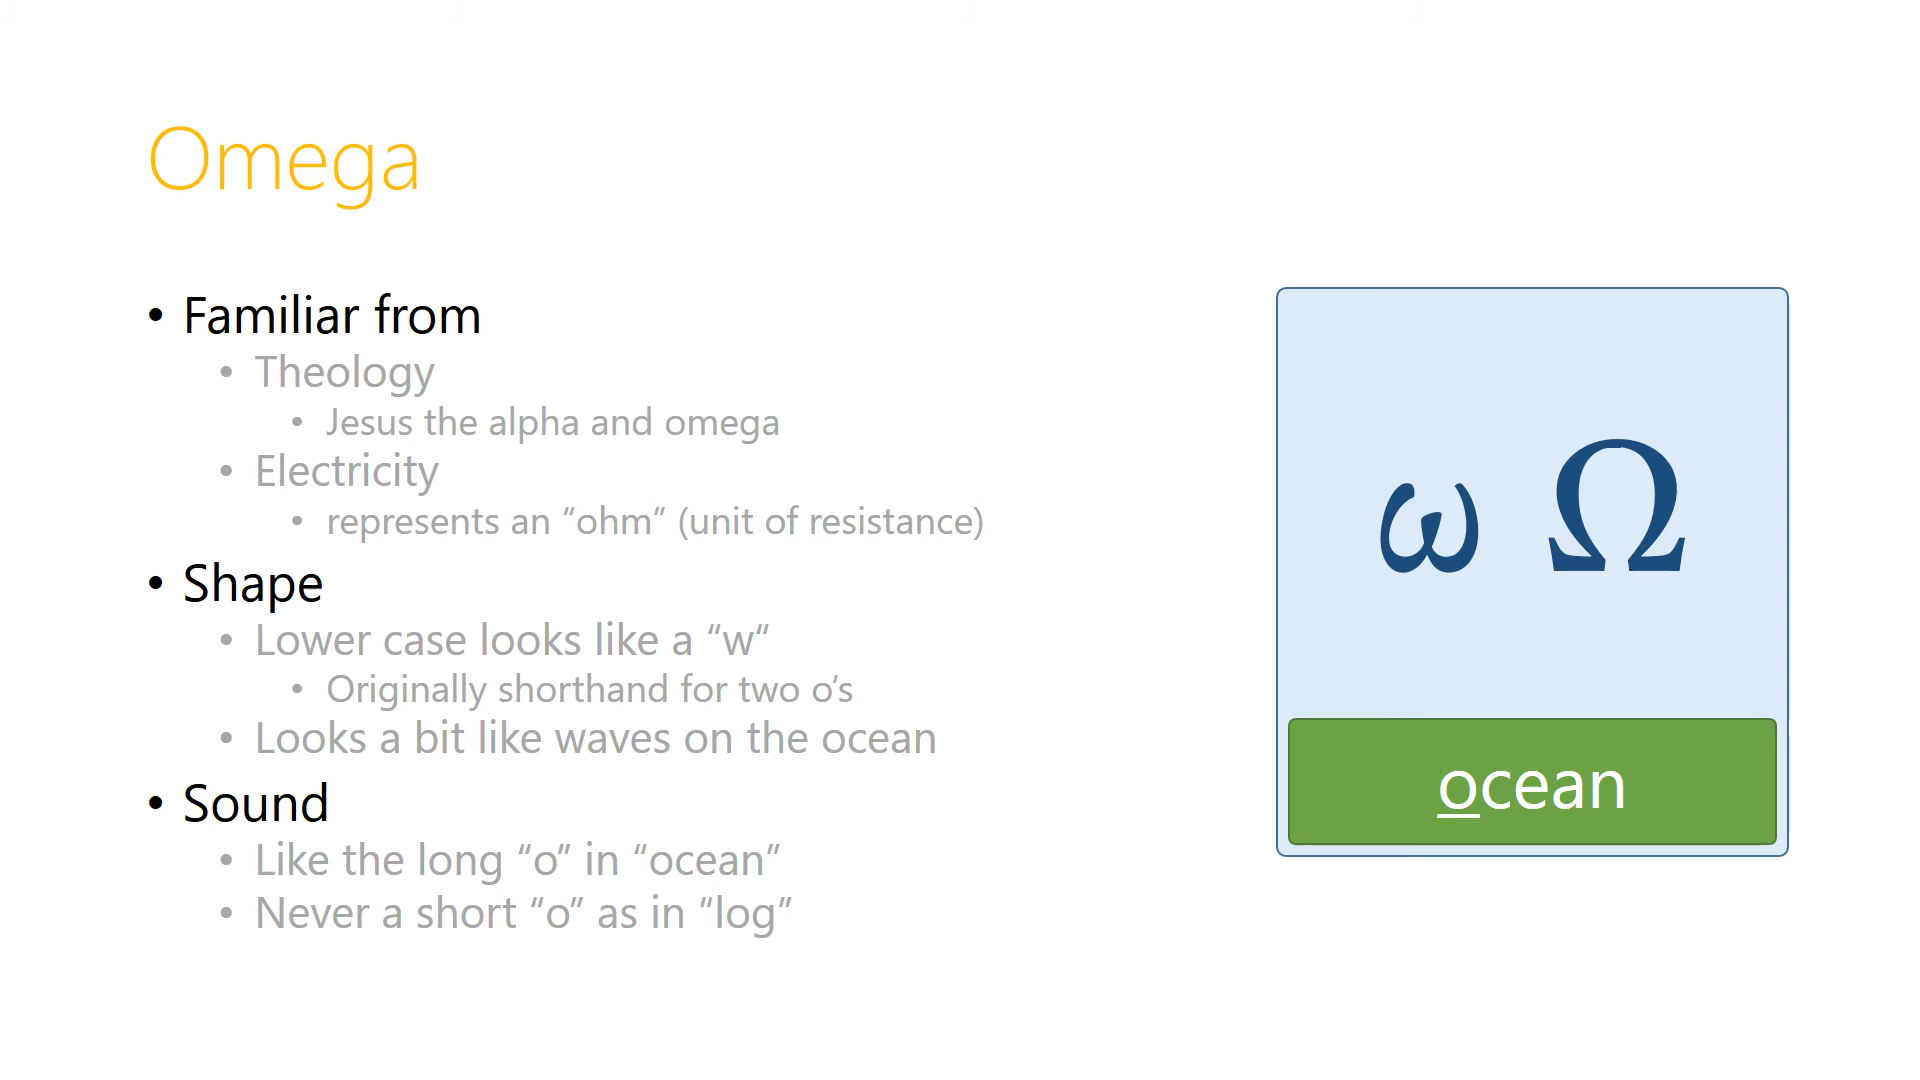 Omega
• Familiar from
• Theology
• Jesus the alpha and omega
• Electricity
• represents an “ohm” (unit of resistance)
• Shape
• Lower case looks like a “w“
• Originally shorthand for two o’s
• Looks a bit like waves on the ocean
• Sound
• Like the long “o” in “ocean”
• Never a short “o” as in “log”
ω Ω
ocean